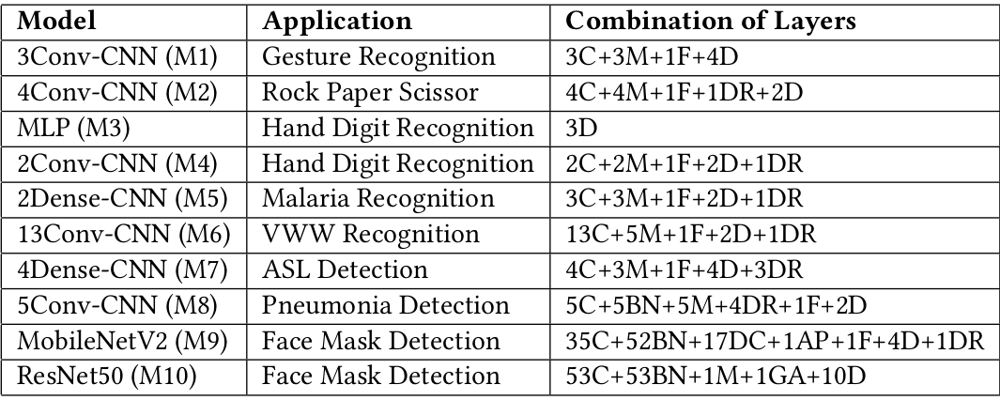 Model Application Combination of Layers
3Conv-CNN (M1) Gesture Recognition 3C+3M+1F+4D
4Conv-CNN (M2) Rock Paper Scissor 4C+4M+1F+1DR+2D
MLP (M3) Hand Digit Recognition 3D
2Conv-CNN (M4) Hand Digit Recognition 2C+2M+1F+2D+1DR
2Dense-CNN (M5) Malaria Recognition 3C+3M+1F+2D+1DR
13Conv-CNN (M6) VWW Recognition 13C+5M+1F+2D+1DR
4Dense-CNN (M7) ASL Detection 4C+3M+1F+4D+3DR
5Conv-CNN (M8) Pneumonia Detection 5C+5BN+5M+4DR+1F+2D
MobileNetV2 (M9) Face Mask Detection 35C+52BN+17DC+1AP+1F+4D+1DR
ResNet50 (M10) Face Mask Detection 53C+53BN+1M+1GA+10D